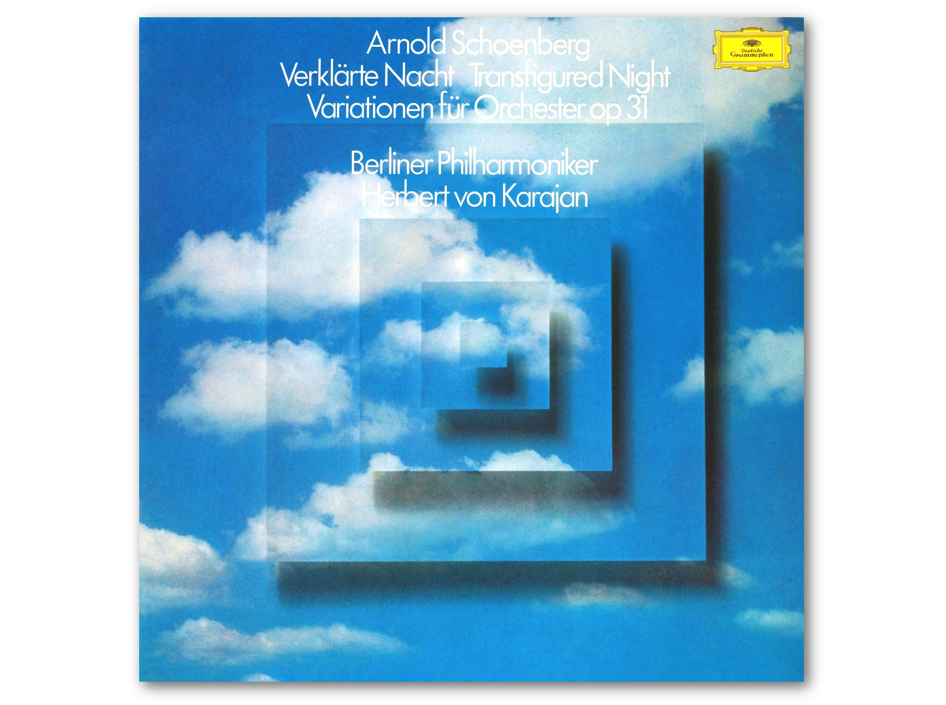 Arnold Schoenberg
Verklärte Nacht Transfigured Night
Variationen für Orchester op 31
Berliner Philharmoniker
Herbert von Karajan
Deutsche
Grammophon